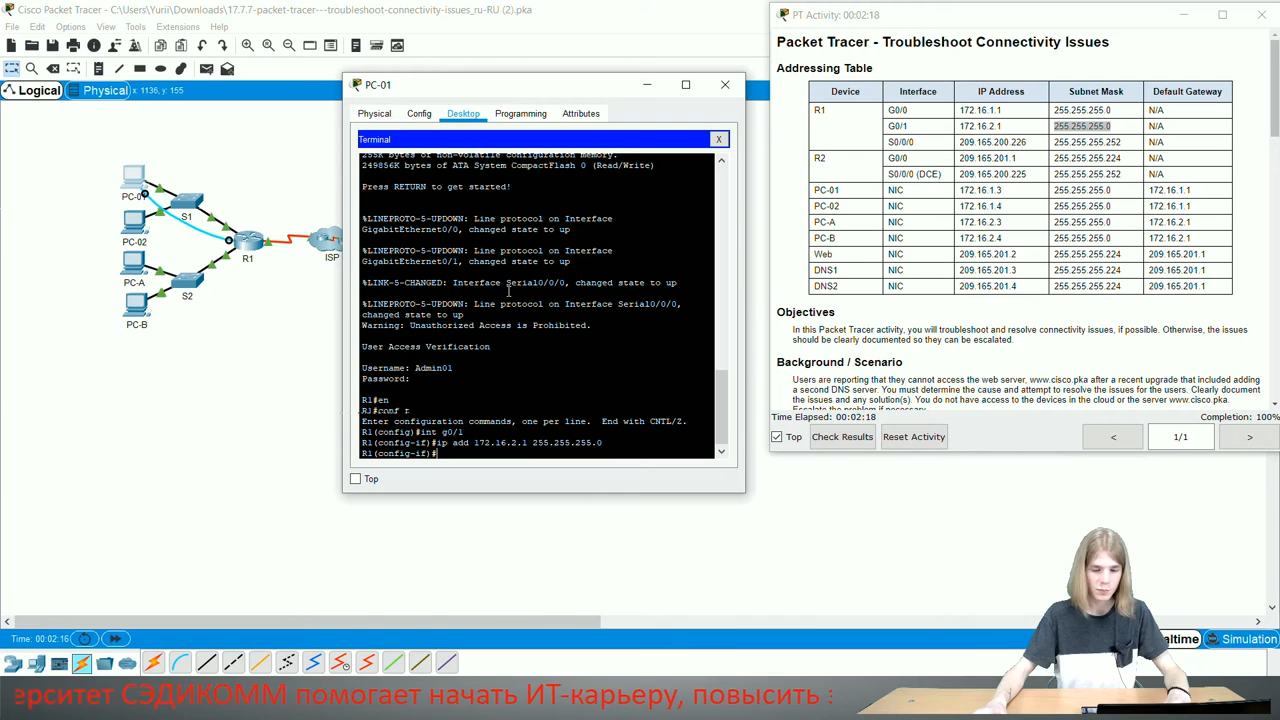 Cisco Packet Tracer - C:\Users\Yurii\Downloads\17.7.7-packet-tracer---troubleshoot-connectivity-issues_ru-RU (2).pka
File Edit Options View Tools Extensions Help
Logical Physical x: 1136, y: 155
PC-01
PC-02
PC-A
PC-B
S1
S2
R1
ISP
PC-01
Physical Config Desktop Programming Attributes
Terminal X
255K bytes of non-volatile configuration memory.
249856K bytes of ATA System CompactFlash 0 (Read/Write)
Press RETURN to get started!
%LINEPROTO-5-UPDOWN: Line protocol on Interface
GigabitEthernet0/0, changed state to up
%LINEPROTO-5-UPDOWN: Line protocol on Interface
GigabitEthernet0/1, changed state to up
%LINK-5-CHANGED: Interface Serial0/0/0, changed state to up
%LINEPROTO-5-UPDOWN: Line protocol on Interface Serial0/0/0,
changed state to up
Warning: Unauthorized Access is Prohibited.
User Access Verification
Username: Admin01
Password:
R1#en
R1#conf t
Enter configuration commands, one per line. End with CNTL/Z.
R1(config)#int g0/1
R1(config-if)#ip add 172.16.2.1 255.255.255.0
R1(config-if)#
Top
PT Activity: 00:02:18
Packet Tracer - Troubleshoot Connectivity Issues
Addressing Table
Device Interface IP Address Subnet Mask Default Gateway
R1 G0/0 172.16.1.1 255.255.255.0 N/A
G0/1 172.16.2.1 255.255.255.0 N/A
S0/0/0 209.165.200.226 255.255.255.252 N/A
R2 G0/0 209.165.201.1 255.255.255.224 N/A
S0/0/0 (DCE) 209.165.200.225 255.255.255.252 N/A
PC-01 NIC 172.16.1.3 255.255.255.0 172.16.1.1
PC-02 NIC 172.16.1.4 255.255.255.0 172.16.1.1
PC-A NIC 172.16.2.3 255.255.255.0 172.16.2.1
PC-B NIC 172.16.2.4 255.255.255.0 172.16.2.1
Web NIC 209.165.201.2 255.255.255.224 209.165.201.1
DNS1 NIC 209.165.201.3 255.255.255.224 209.165.201.1
DNS2 NIC 209.165.201.4 255.255.255.224 209.165.201.1
Objectives
In this Packet Tracer activity, you will troubleshoot and resolve connectivity issues, if possible. Otherwise, the issues
should be clearly documented so they can be escalated.
Background / Scenario
Users are reporting that they cannot access the web server, www.cisco.pka after a recent upgrade that included adding
a second DNS server. You must determine the cause and attempt to resolve the issues for the users. Clearly document
the issues and any solution(s). You do not have access to the devices in the cloud or the server www.cisco.pka.
Escalate the problem if necessary.
Time Elapsed: 00:02:18 Completion: 100%
Top Check Results Reset Activity < 1/1 >
Time: 00:02:16
altime Simulation
ерситет СЭДИКОММ помогает начать ИТ-карьеру, повысить